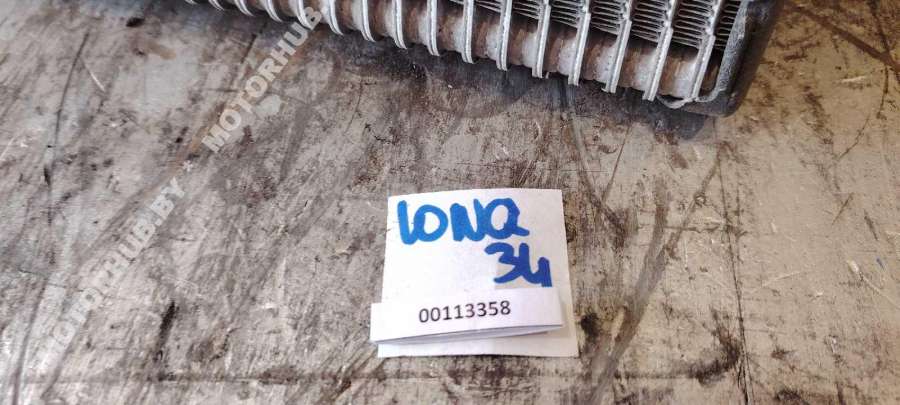 MOTORHUB.BY - MOTORHUB
IONQ
34
00113358